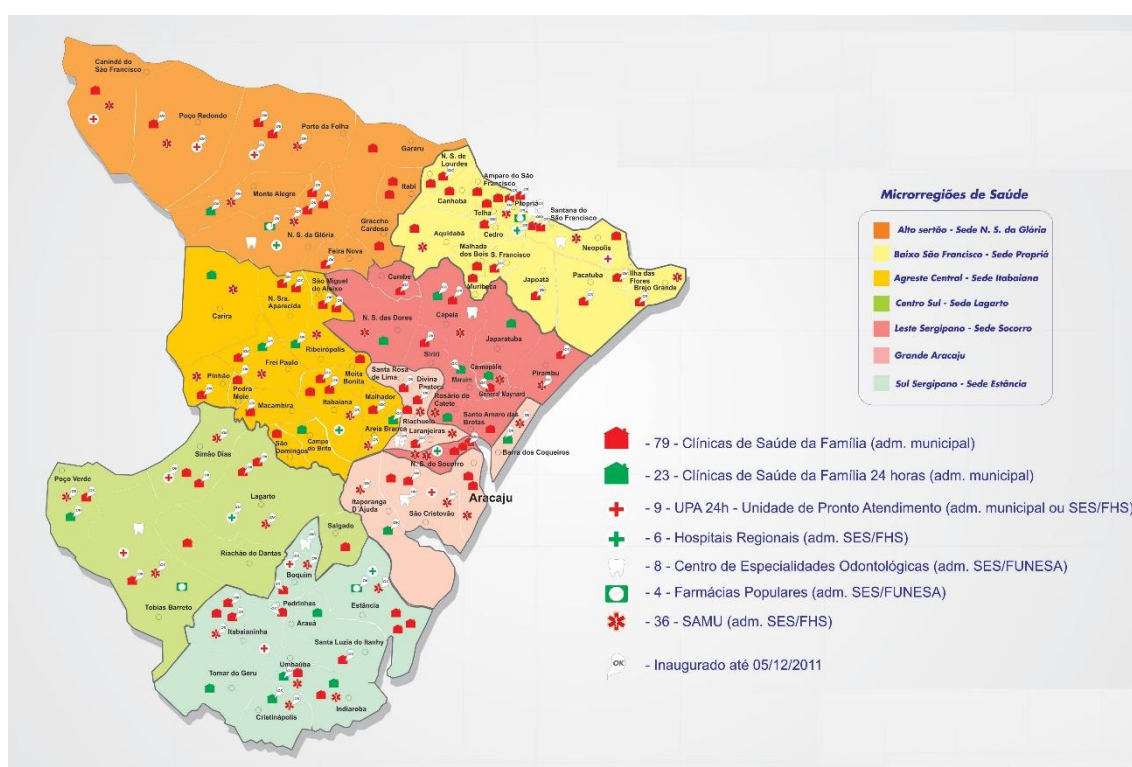 Canindé do
São Francisco
Poço Redondo
Porto da Folha
Gararu
N. S. de
Lourdes
Amparo do São
Francisco
Itabi
Canhoba
Propriá
Telha
Santana do
São Francisco
Monte Alegre
Graccho
Cardoso
Cedro
Aquidabã
Neopolis
N. S. da Glória
Malhada
dos Bois
S. Francisco
Feira Nova
Pacatuba
Ilha das
Flores
Brejo Grande
Cumbe
Muribeca
Japoatã
São Miguel
do Aleixo
N. Sra.
Aparecida
Capela
Carira
N. S. das Dores
Japaratuba
Ribeirópolis
Siriri
Frei Paulo
Carmópolis
Pirambu
Pinhão
Moita
Bonita
Santa Rosa
de Lima
Divina
Pastora
Maruim
General Maynard
Pedra
Mole
Rosário do
Catete
Macambira
Itabaiana
Malhador
Riachuelo
Santo Amaro das
Brotas
Areia Branca
Laranjeiras
São
Domingos
Campo
do Brito
Barra dos Coqueiros
Simão Dias
N. S. do Socorro
Poço Verde
Aracaju
Lagarto
Itaporanga
D'Ajuda
São Cristovão
Salgado
Riachão do Dantas
Boquim
Tobias Barreto
Pedrinhas
Estância
Arauá
Itabaianinha
Santa Luzia do Itanhy
Umbaúba
Tomar do Geru
Indiaroba
Cristinápolis
Microrregiões de Saúde
Alto sertão - Sede N. S. da Glória
Baixo São Francisco - Sede Propriá
Agreste Central - Sede Itabaiana
Centro Sul - Sede Lagarto
Leste Sergipano - Sede Socorro
Grande Aracaju
Sul Sergipano - Sede Estância
- 79 - Clínicas de Saúde da Família (adm. municipal)
- 23 - Clínicas de Saúde da Família 24 horas (adm. municipal)
- 9 - UPA 24h - Unidade de Pronto Atendimento (adm. municipal ou SES/FHS)
- 6 - Hospitais Regionais (adm. SES/FHS)
- 8 - Centro de Especialidades Odontológicas (adm. SES/FUNESA)
- 4 - Farmácias Populares (adm. SES/FUNESA)
- 36 - SAMU (adm. SES/FHS)
OK - Inaugurado até 05/12/2011